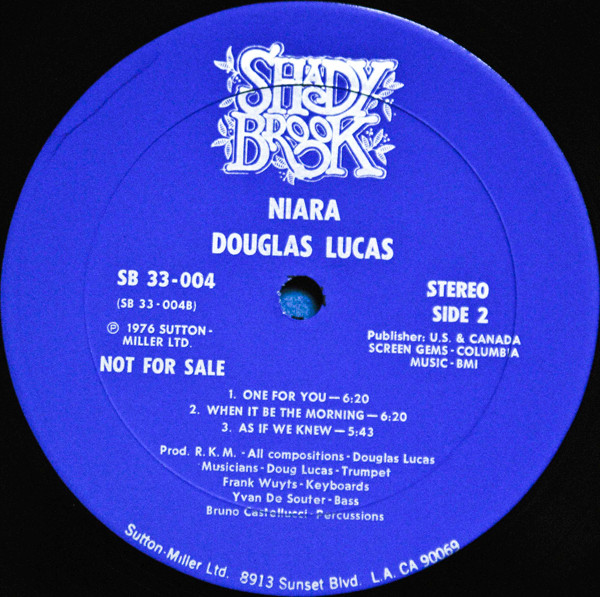 SHADY
BROOK
NIARA
DOUGLAS LUCAS
SB 33-004
(SB 33-004B)
℗ 1976 SUTTON-
MILLER LTD.
NOT FOR SALE
STEREO
SIDE 2
Publisher: U.S. & CANADA
SCREEN GEMS-COLUMBIA
MUSIC-BMI
1. ONE FOR YOU—6:20
2. WHEN IT BE THE MORNING—6:20
3. AS IF WE KNEW—5:43
Prod. R.K.M. - All compositions-Douglas Lucas
Musicians-Doug Lucas-Trumpet
Frank Wuyts-Keyboards
Yvan De Souter-Bass
Bruno Castellucci-Percussions
Sutton-Miller Ltd. 8913 Sunset Blvd. L.A. CA 90069